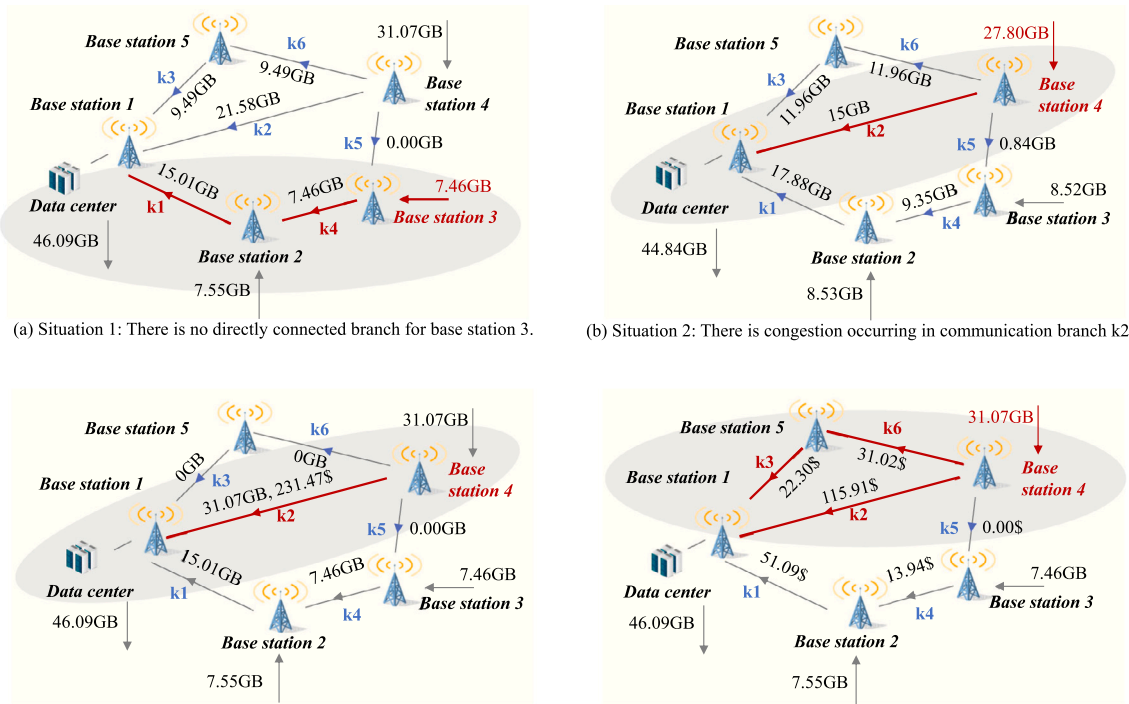 31.07GB
Base station 5
k6
9.49GB
k3
9.49GB
Base station 4
Base station 1
21.58GB
k2
k5
0.00GB
15.01GB
7.46GB
7.46GB
Data center
k1
k4
Base station 3
46.09GB
Base station 2
7.55GB
(a) Situation 1: There is no directly connected branch for base station 3.
27.80GB
Base station 5
k6
11.96GB
k3
11.96GB
Base station 4
Base station 1
15GB
k2
k5
0.84GB
17.88GB
9.35GB
8.52GB
Data center
k1
k4
Base station 3
44.84GB
Base station 2
8.53GB
(b) Situation 2: There is congestion occurring in communication branch k2
31.07GB
Base station 5
k6
0GB
0GB
k3
Base station 4
Base station 1
31.07GB, 231.47$
k2
k5
0.00GB
15.01GB
7.46GB
7.46GB
Data center
k1
k4
Base station 3
46.09GB
Base station 2
7.55GB
31.07GB
Base station 5
k6
31.02$
k3
22.30$
Base station 4
Base station 1
115.91$
k2
k5
0.00$
51.09$
13.94$
7.46GB
Data center
k1
k4
Base station 3
46.09GB
Base station 2
7.55GB